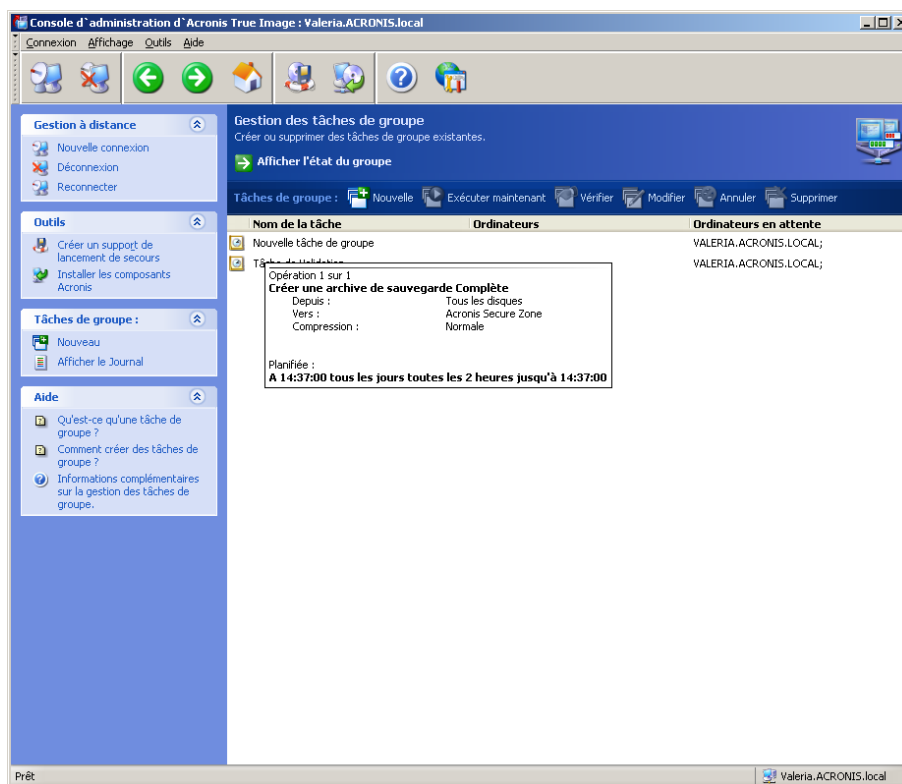 Console d`administration d`Acronis True Image : Valeria.ACRONIS.local
Connexion Affichage Outils Aide
Gestion à distance
Nouvelle connexion
Déconnexion
Reconnecter
Outils
Créer un support de
lancement de secours
Installer les composants
Acronis
Tâches de groupe :
Nouveau
Afficher le Journal
Aide
Qu'est-ce qu'une tâche de
groupe ?
Comment créer des tâches de
groupe ?
Informations complémentaires
sur la gestion des tâches de
groupe.
Gestion des tâches de groupe
Créer ou supprimer des tâches de groupe existantes.
Afficher l'état du groupe
Tâches de groupe : Nouvelle Exécuter maintenant Vérifier Modifier Annuler Supprimer
Nom de la tâche Ordinateurs Ordinateurs en attente
Nouvelle tâche de groupe VALERIA.ACRONIS.LOCAL;
Tâche de Validation VALERIA.ACRONIS.LOCAL;
Opération 1 sur 1
Créer une archive de sauvegarde Complète
Depuis : Tous les disques
Vers : Acronis Secure Zone
Compression : Normale
Planifiée :
A 14:37:00 tous les jours toutes les 2 heures jusqu'à 14:37:00
Prêt Valeria.ACRONIS.local